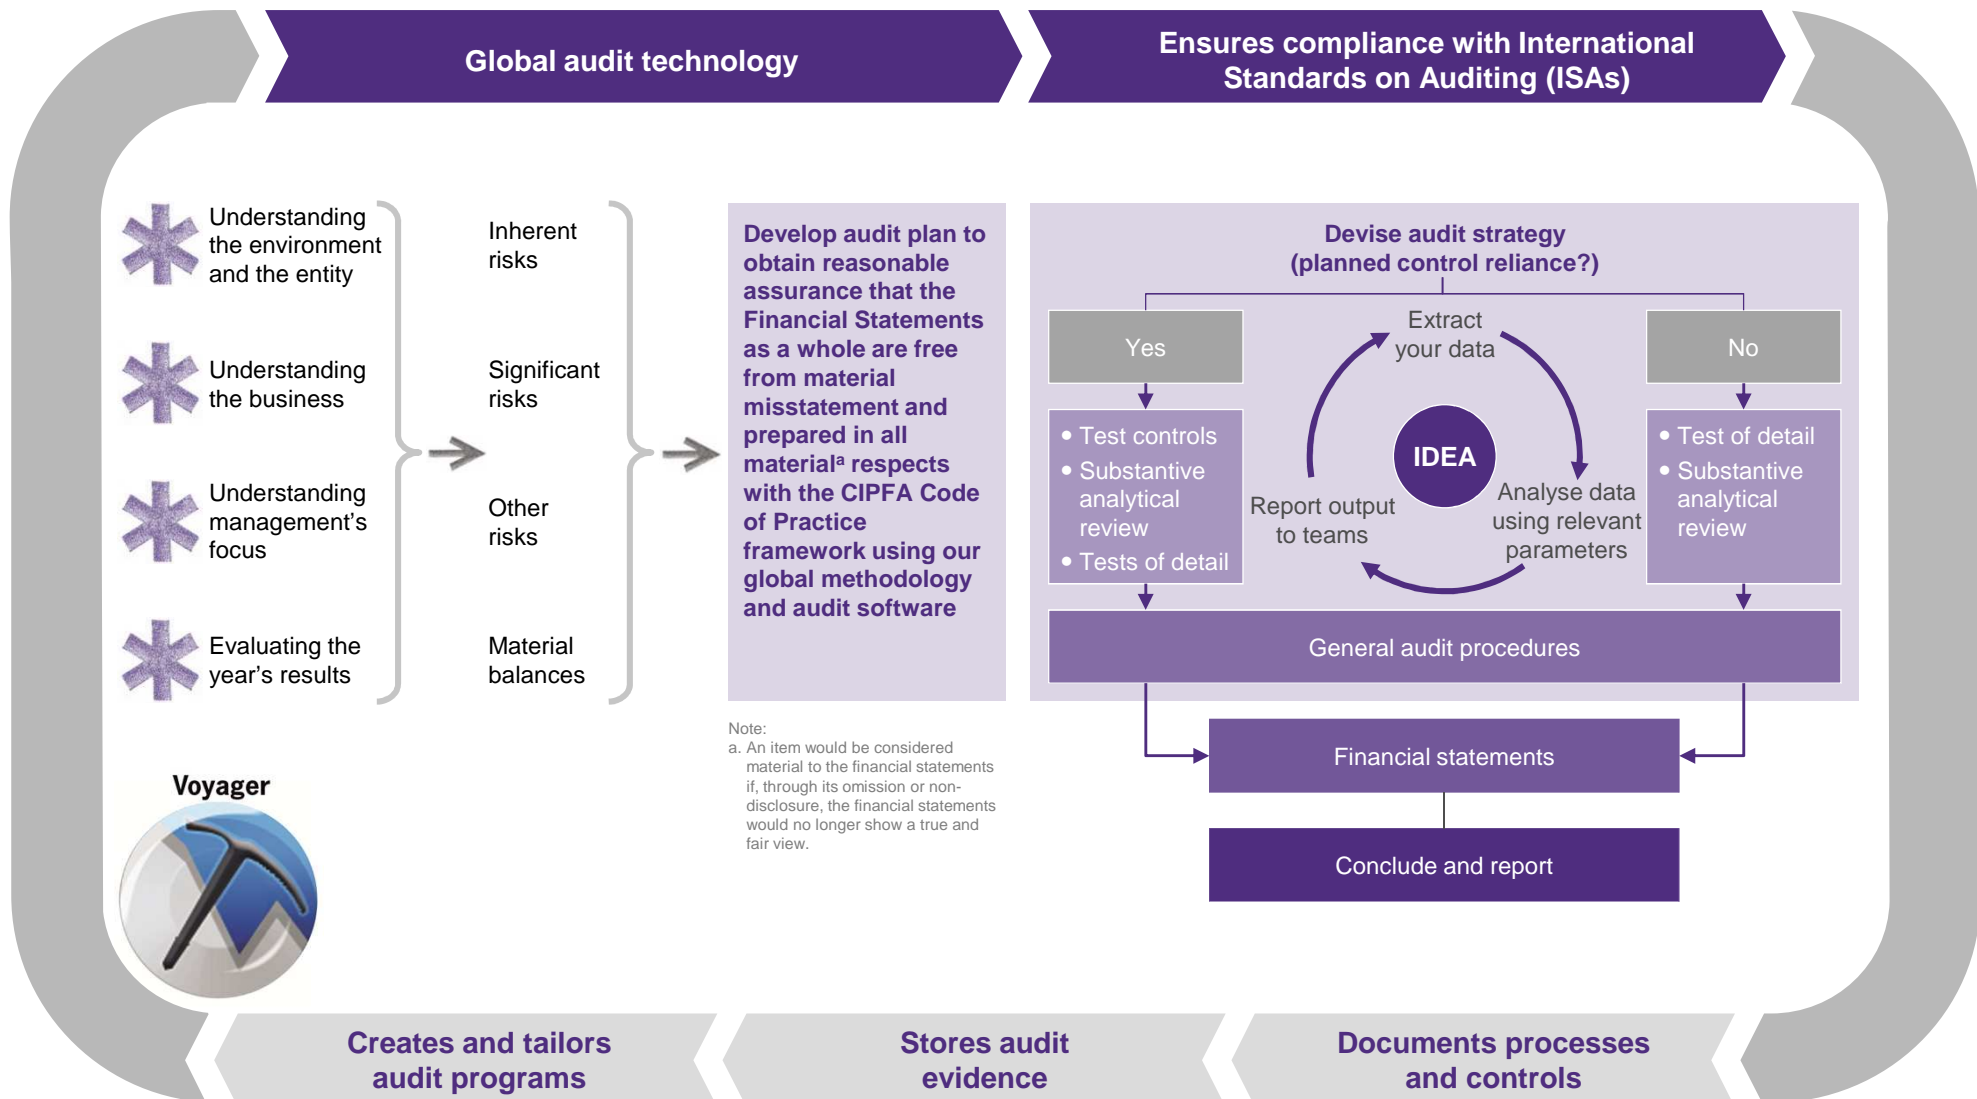 Global audit technology
Ensures compliance with International
Standards on Auditing (ISAs)
Understanding
the environment
and the entity
Understanding
the business
Understanding
management’s
focus
Evaluating the
year’s results
Inherent
risks
Significant
risks
Other
risks
Material
balances
Develop audit plan to
obtain reasonable
assurance that the
Financial Statements
as a whole are free
from material
misstatement and
prepared in all
materialᵃ respects
with the CIPFA Code
of Practice
framework using our
global methodology
and audit software
Note:
a. An item would be considered
material to the financial statements
if, through its omission or non-
disclosure, the financial statements
would no longer show a true and
fair view.
Devise audit strategy
(planned control reliance?)
Yes
• Test controls
• Substantive
analytical
review
• Tests of detail
Extract
your data
IDEA
Analyse data
using relevant
parameters
Report output
to teams
No
• Test of detail
• Substantive
analytical
review
General audit procedures
Financial statements
Conclude and report
Voyager
Creates and tailors
audit programs
Stores audit
evidence
Documents processes
and controls